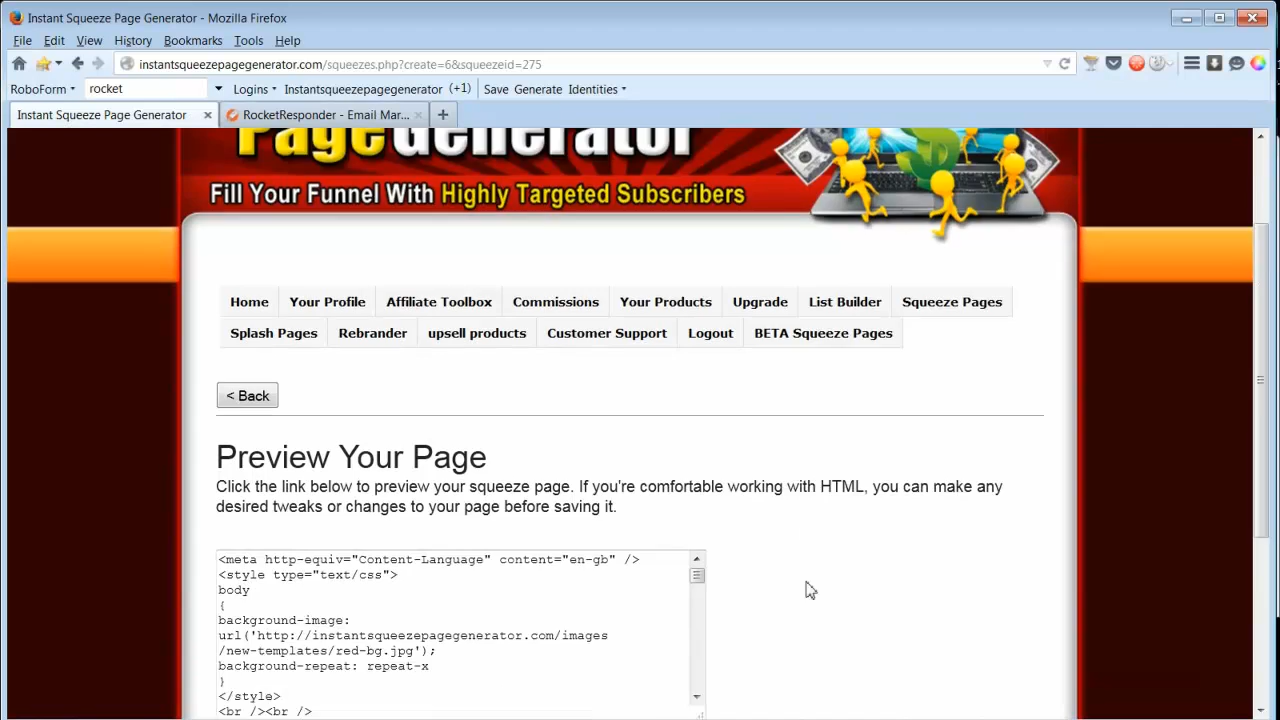 Instant Squeeze Page Generator - Mozilla Firefox
File Edit View History Bookmarks Tools Help
instantsqueezepagegenerator.com/squeezes.php?create=6&squeezeid=275
RoboForm rocket Logins Instantsqueezepagegenerator (+1) Save Generate Identities
Instant Squeeze Page Generator RocketResponder - Email Mar...
PageGenerator
Fill Your Funnel With Highly Targeted Subscribers
Home Your Profile Affiliate Toolbox Commissions Your Products Upgrade List Builder Squeeze Pages
Splash Pages Rebrander upsell products Customer Support Logout BETA Squeeze Pages
< Back
Preview Your Page
Click the link below to preview your squeeze page. If you're comfortable working with HTML, you can make any
desired tweaks or changes to your page before saving it.
<meta http-equiv="Content-Language" content="en-gb" />
<style type="text/css">
body
{
background-image:
url('http://instantsqueezepagegenerator.com/images
/new-templates/red-bg.jpg');
background-repeat: repeat-x
}
</style>
<br /><br />